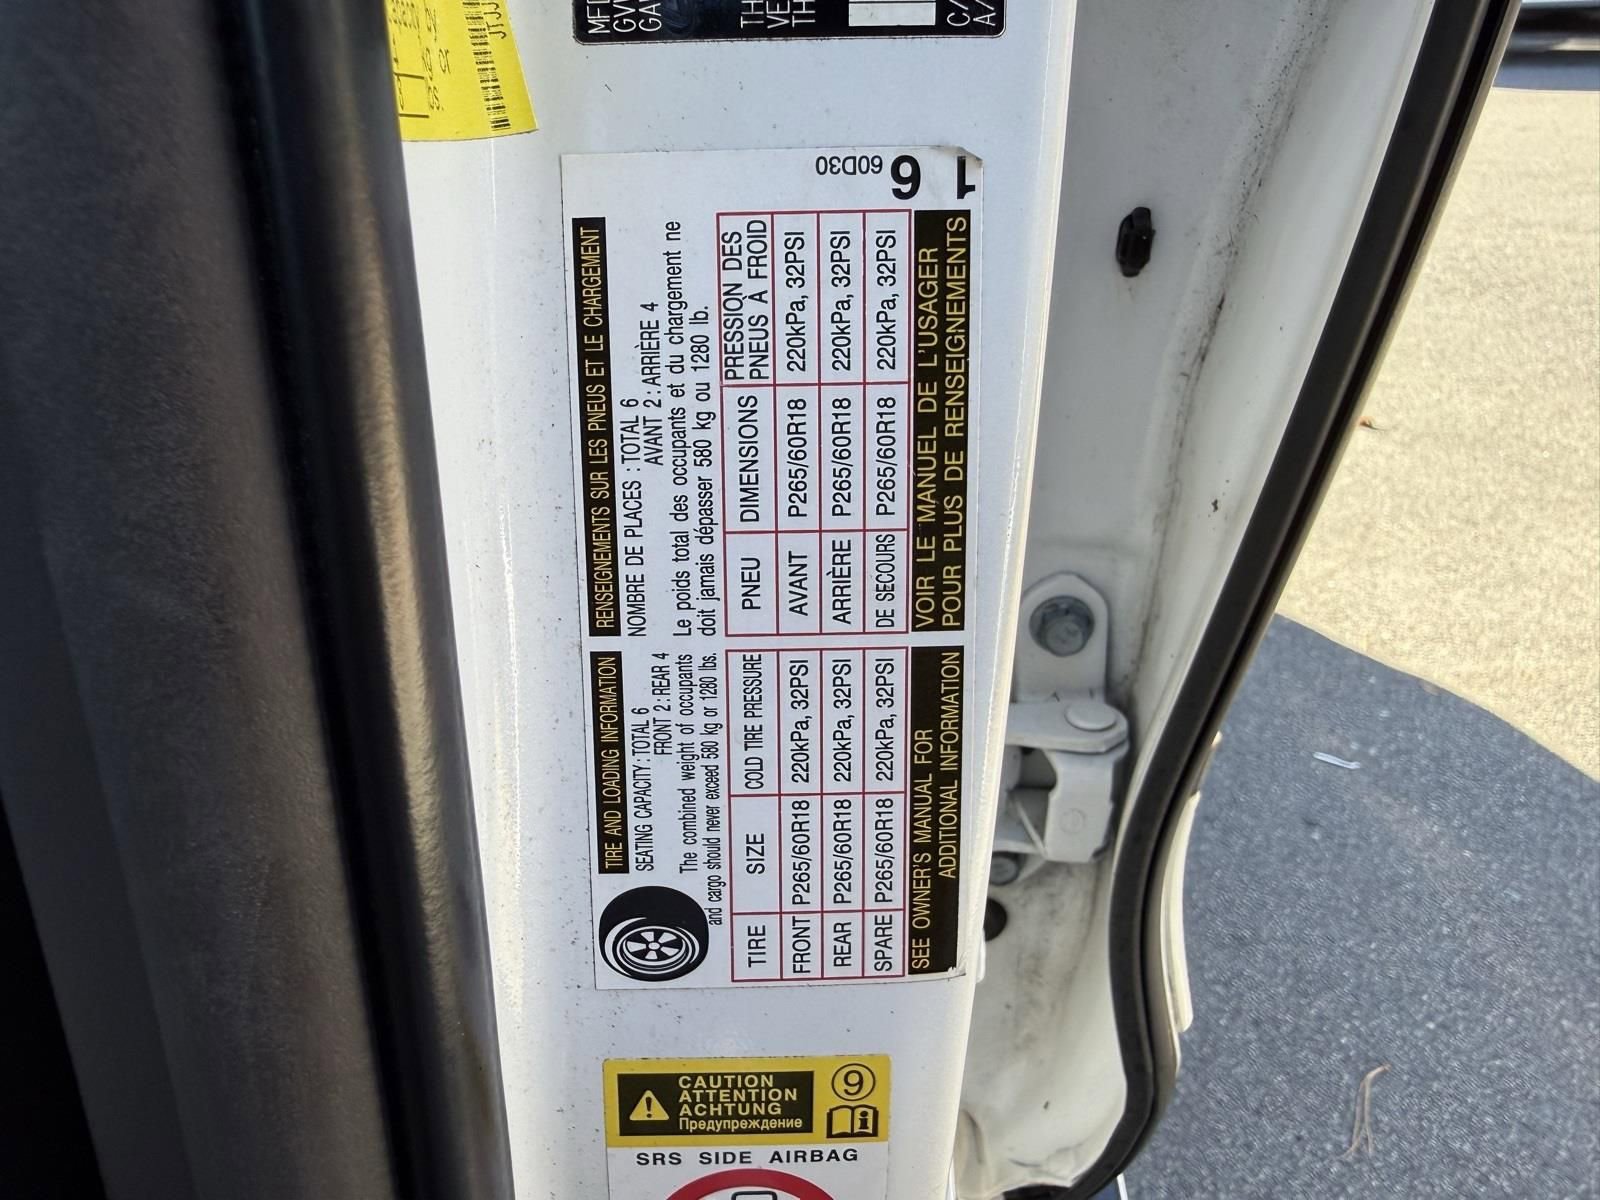 MFD
GVW
GAW
C/
A/
JTJJ
60D30
6
1
TIRE AND LOADING INFORMATION
SEATING CAPACITY : TOTAL 6
FRONT 2 : REAR 4
The combined weight of occupants
and cargo should never exceed 580 kg or 1280 lbs.
TIRE SIZE COLD TIRE PRESSURE
FRONT P265/60R18 220kPa, 32PSI
REAR P265/60R18 220kPa, 32PSI
SPARE P265/60R18 220kPa, 32PSI
SEE OWNER'S MANUAL FOR
ADDITIONAL INFORMATION
RENSEIGNEMENTS SUR LES PNEUS ET LE CHARGEMENT
NOMBRE DE PLACES : TOTAL 6
AVANT 2 : ARRIÈRE 4
Le poids total des occupants et du chargement ne
doit jamais dépasser 580 kg ou 1280 lb.
PNEU DIMENSIONS PRESSION DES
PNEUS À FROID
AVANT P265/60R18 220kPa, 32PSI
ARRIÈRE P265/60R18 220kPa, 32PSI
DE SECOURS P265/60R18 220kPa, 32PSI
VOIR LE MANUEL DE L'USAGER
POUR PLUS DE RENSEIGNEMENTS
CAUTION
ATTENTION
ACHTUNG
Предупреждение
9
SRS SIDE AIRBAG